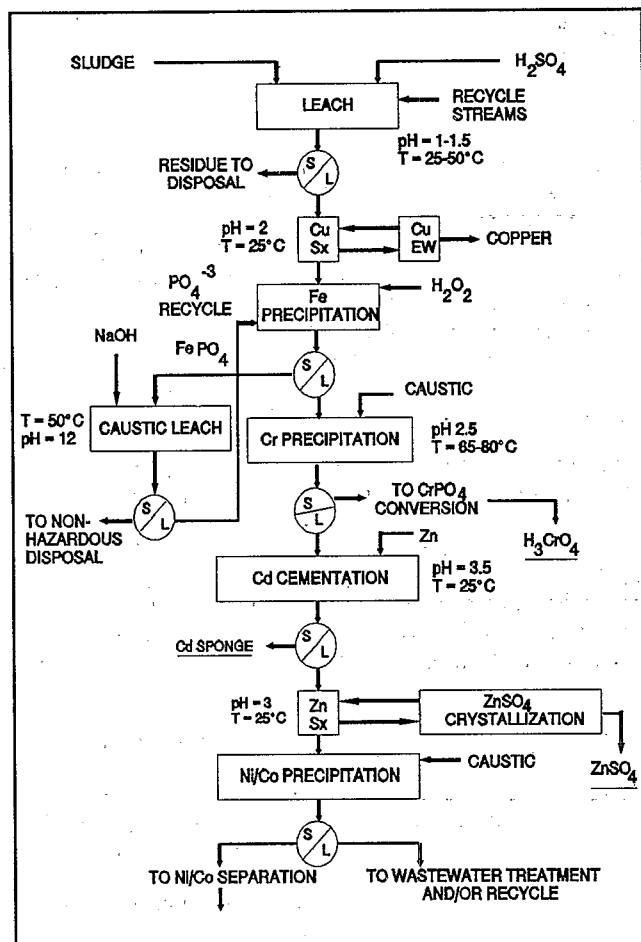 SLUDGE
H2SO4
LEACH
RECYCLE
STREAMS
pH = 1-1.5
T = 25-50°C
S/L
RESIDUE TO
DISPOSAL
pH = 2
T = 25°C
Cu
Sx
Cu
EW
COPPER
PO4-3
RECYCLE
Fe
PRECIPITATION
H2O2
NaOH
FePO4
S/L
CAUSTIC
T = 50°C
pH = 12
CAUSTIC LEACH
Cr PRECIPITATION
pH 2.5
T = 65-80°C
S/L
TO NON-
HAZARDOUS
DISPOSAL
S/L
TO CrPO4
CONVERSION
H3CrO4
Zn
Cd CEMENTATION
pH = 3.5
T = 25°C
Cd SPONGE
S/L
pH = 3
T = 25°C
Zn
Sx
ZnSO4
CRYSTALLIZATION
ZnSO4
Ni/Co PRECIPITATION
CAUSTIC
S/L
TO Ni/Co SEPARATION
TO WASTEWATER TREATMENT
AND/OR RECYCLE